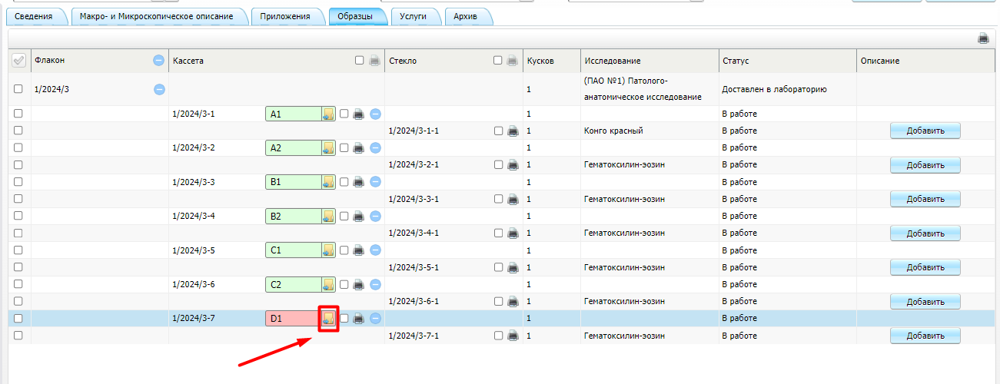 Сведения Макро- и Микроскопическое описание Приложения Образцы Услуги Архив
Флакон Кассета Стекло Кусков Исследование Статус Описание
1/2024/3 1 (ПАО №1) Патолого-анатомическое исследование Доставлен в лабораторию
1/2024/3-1 A1 1 В работе
1/2024/3-1-1 1 Конго красный В работе Добавить
1/2024/3-2 A2 1 В работе
1/2024/3-2-1 1 Гематоксилин-эозин В работе Добавить
1/2024/3-3 B1 1 В работе
1/2024/3-3-1 1 Гематоксилин-эозин В работе Добавить
1/2024/3-4 B2 1 В работе
1/2024/3-4-1 1 Гематоксилин-эозин В работе Добавить
1/2024/3-5 C1 1 В работе
1/2024/3-5-1 1 Гематоксилин-эозин В работе Добавить
1/2024/3-6 C2 1 В работе
1/2024/3-6-1 1 Гематоксилин-эозин В работе Добавить
1/2024/3-7 D1 1 В работе
1/2024/3-7-1 1 Гематоксилин-эозин В работе Добавить